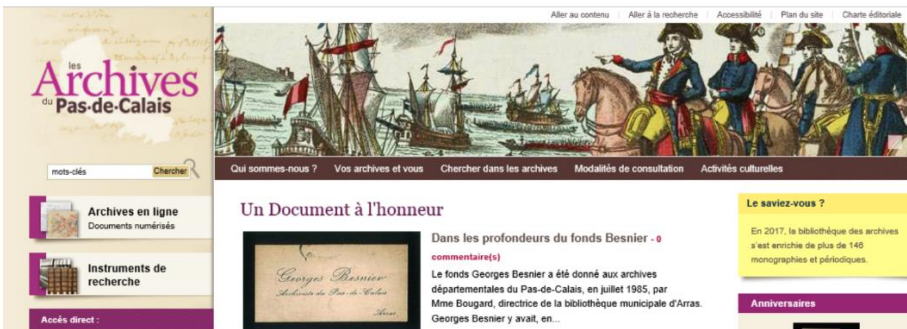 Aller au contenu Aller à la recherche Accessibilité Plan du site Charte éditoriale
les
Archives
du Pas-de-Calais
mots-clés Chercher
Qui sommes-nous ? Vos archives et vous Chercher dans les archives Modalités de consultation Activités culturelles
Archives en ligne
Documents numérisés
Instruments de
recherche
Accés direct :
Un Document à l'honneur
Georges Besnier
Archiviste du Pas-de-Calais
Arras
Dans les profondeurs du fonds Besnier - 0
commentaire(s)
Le fonds Georges Besnier a été donné aux archives
départementales du Pas-de-Calais, en juillet 1985, par
Mme Bougard, directrice de la bibliothèque municipale d'Arras.
Georges Besnier y avait, en...
Le saviez-vous ?
En 2017, la bibliothèque des archives
s'est enrichie de plus de 146
monographies et périodiques.
Anniversaires